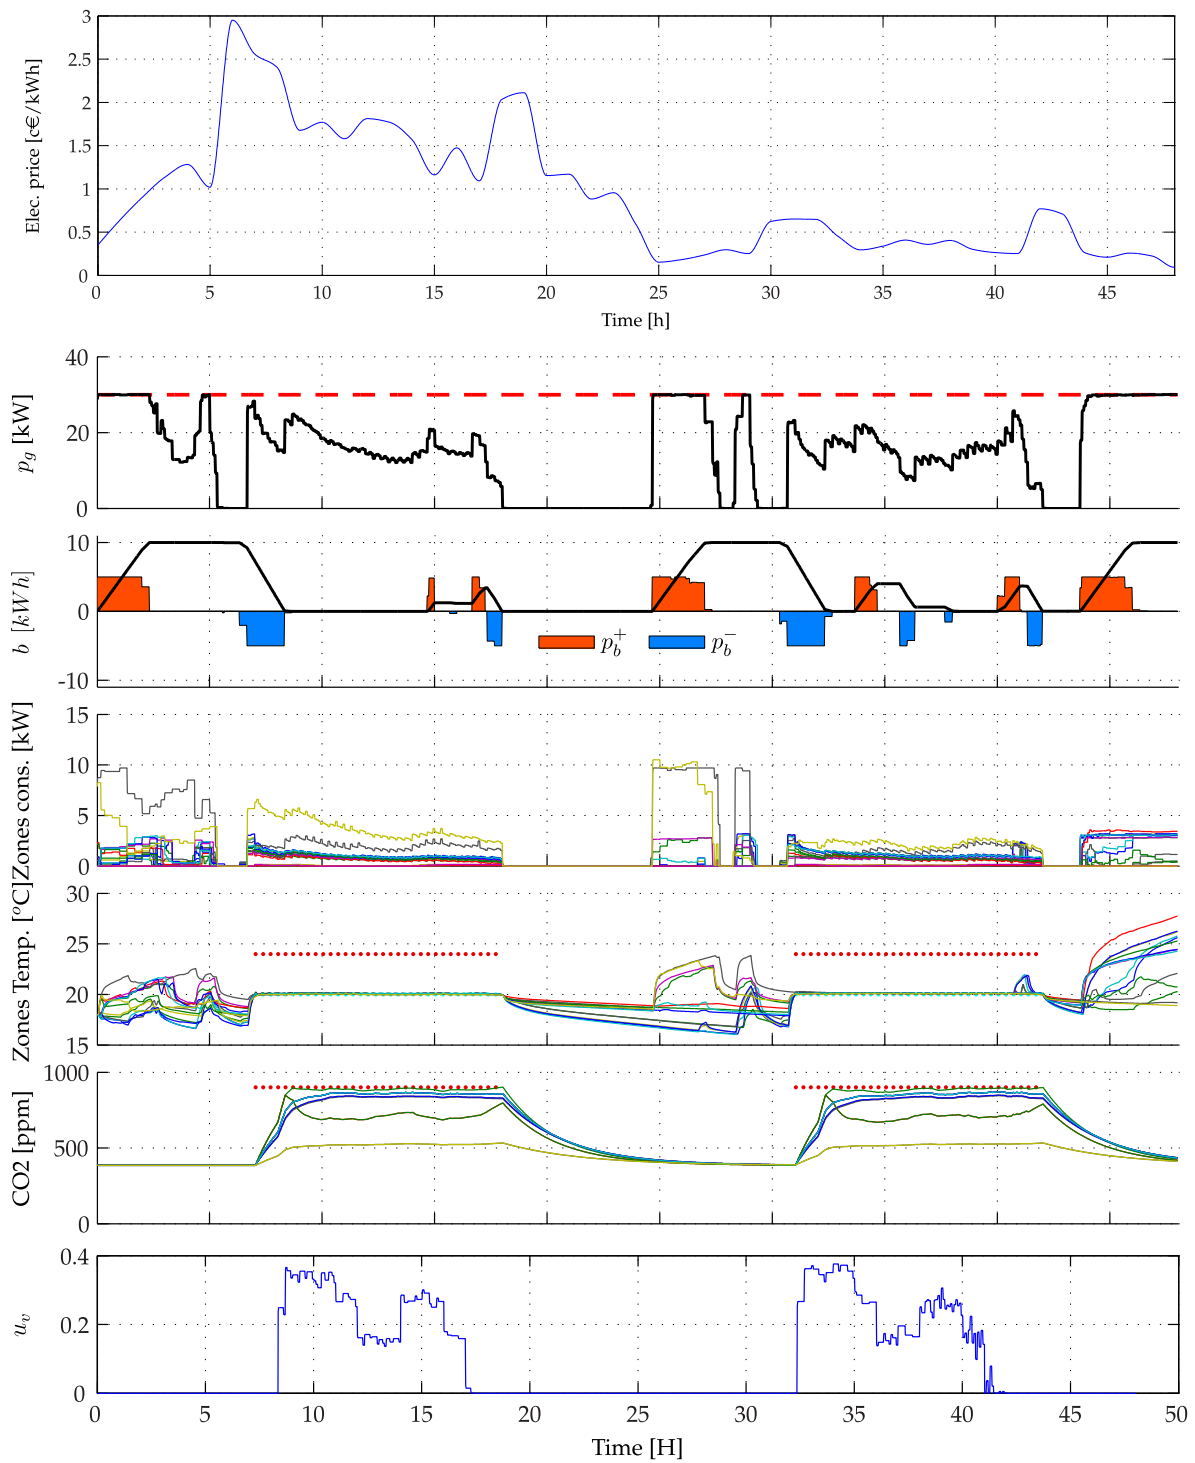 3
2.5
2
1.5
1
0.5
0
Elec. price [c€/kWh]
0 5 10 15 20 25 30 35 40 45
Time [h]
40
20
0
p_g [kW]
10
0
-10
b [kWh]
p_b^+ p_b^-
15
10
5
0
Zones cons. [kW]
30
25
20
15
Zones Temp. [°C]
1000
500
0
CO2 [ppm]
0.4
0.2
0
u_v
0 5 10 15 20 25 30 35 40 45 50
Time [H]